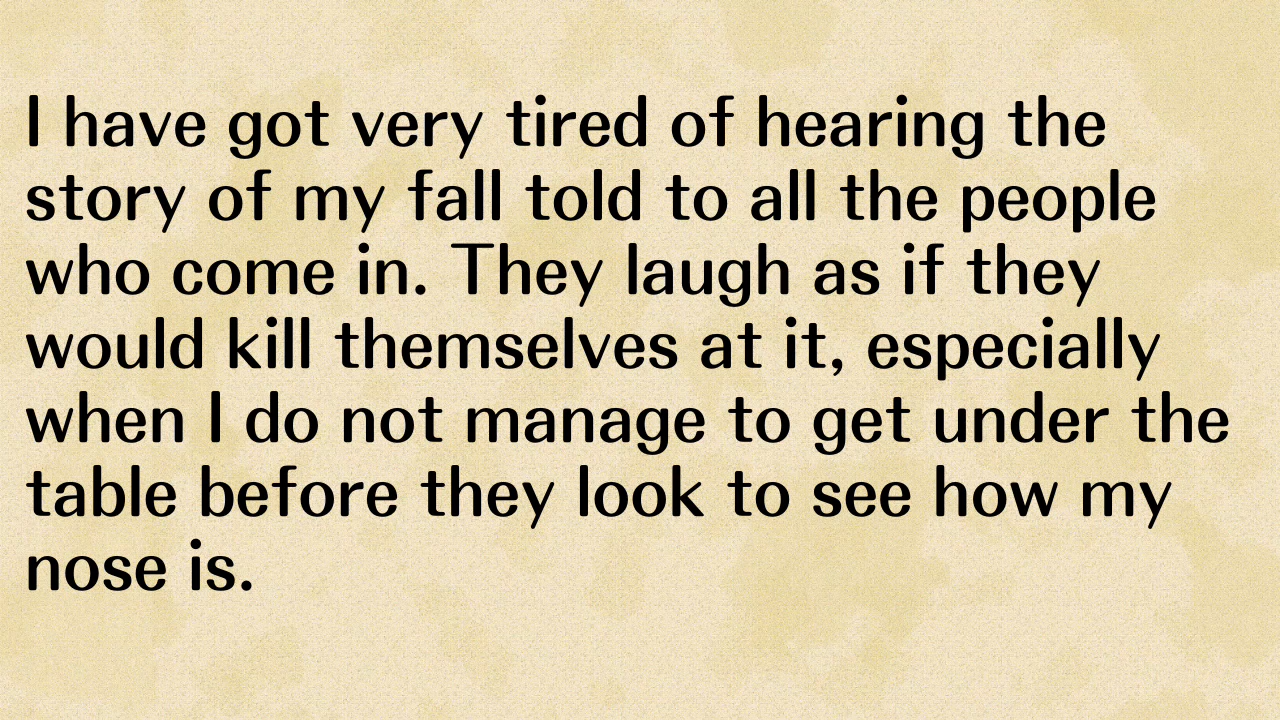 I have got very tired of hearing the
story of my fall told to all the people
who come in. They laugh as if they
would kill themselves at it, especially
when I do not manage to get under the
table before they look to see how my
nose is.